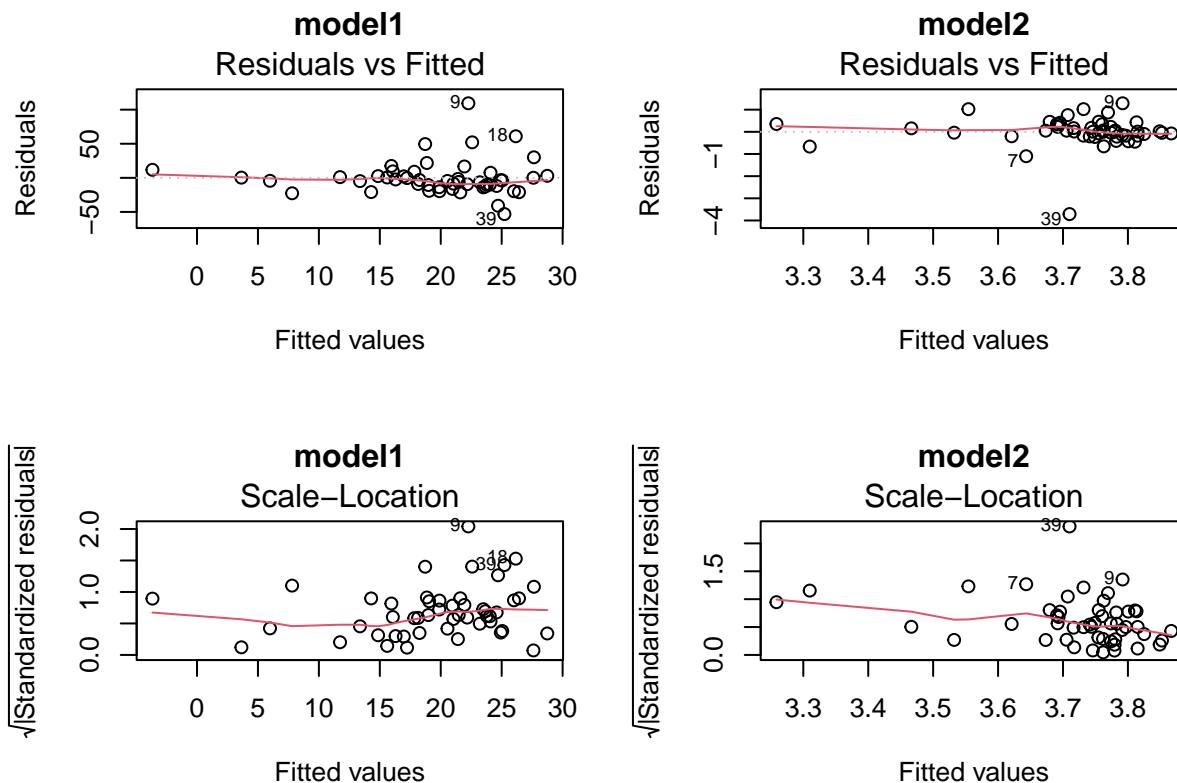 model1
Residuals vs Fitted
Residuals
50
−50
9
18
39
0 5 10 15 20 25 30
Fitted values
model2
Residuals vs Fitted
Residuals
−1
−4
9
7
39
3.3 3.4 3.5 3.6 3.7 3.8
Fitted values
model1
Scale−Location
√|Standardized residuals|
2.0
1.0
0.0
9
18
39
0 5 10 15 20 25 30
Fitted values
model2
Scale−Location
√|Standardized residuals|
1.5
0.0
39
7
9
3.3 3.4 3.5 3.6 3.7 3.8
Fitted values